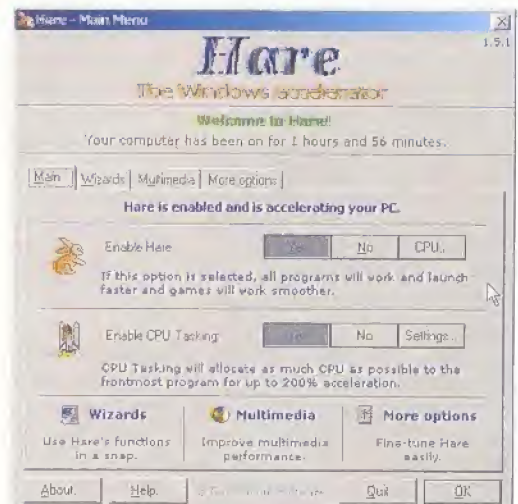 Hare - Main Menu
1.5.1
Hare
The Windows accelerator
Welcome to Hare!
Your computer has been on for 1 hours and 56 minutes.
Main
Wizards
Multimedia
More options
Hare is enabled and is accelerating your PC.
Enable Hare
Yes
No
CPU..
If this option is selected, all programs will work and launch
faster and games will work smoother.
Enable CPU Tasking
Yes
No
Settings...
CPU Tasking will allocate as much CPU as possible to the
frontmost program for up to 200% acceleration.
Wizards
Multimedia
More options
Use Hare's functions
in a snap.
Improve multimedia
performance.
Fine-tune Hare
easily.
About.
Help.
Quit
OK